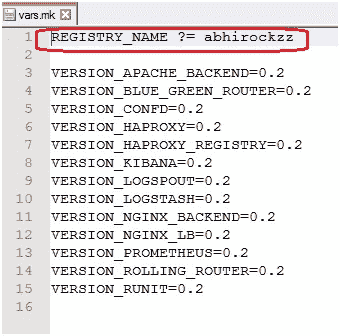 vars.mk
1 REGISTRY_NAME ?= abhirockzz
2
3 VERSION_APACHE_BACKEND=0.2
4 VERSION_BLUE_GREEN_ROUTER=0.2
5 VERSION_CONFD=0.2
6 VERSION_HAPROXY=0.2
7 VERSION_HAPROXY_REGISTRY=0.2
8 VERSION_KIBANA=0.2
9 VERSION_LOGSPOUT=0.2
10 VERSION_LOGSTASH=0.2
11 VERSION_NGINX_BACKEND=0.2
12 VERSION_NGINX_LB=0.2
13 VERSION_PROMETHEUS=0.2
14 VERSION_ROLLING_ROUTER=0.2
15 VERSION_RUNIT=0.2
16